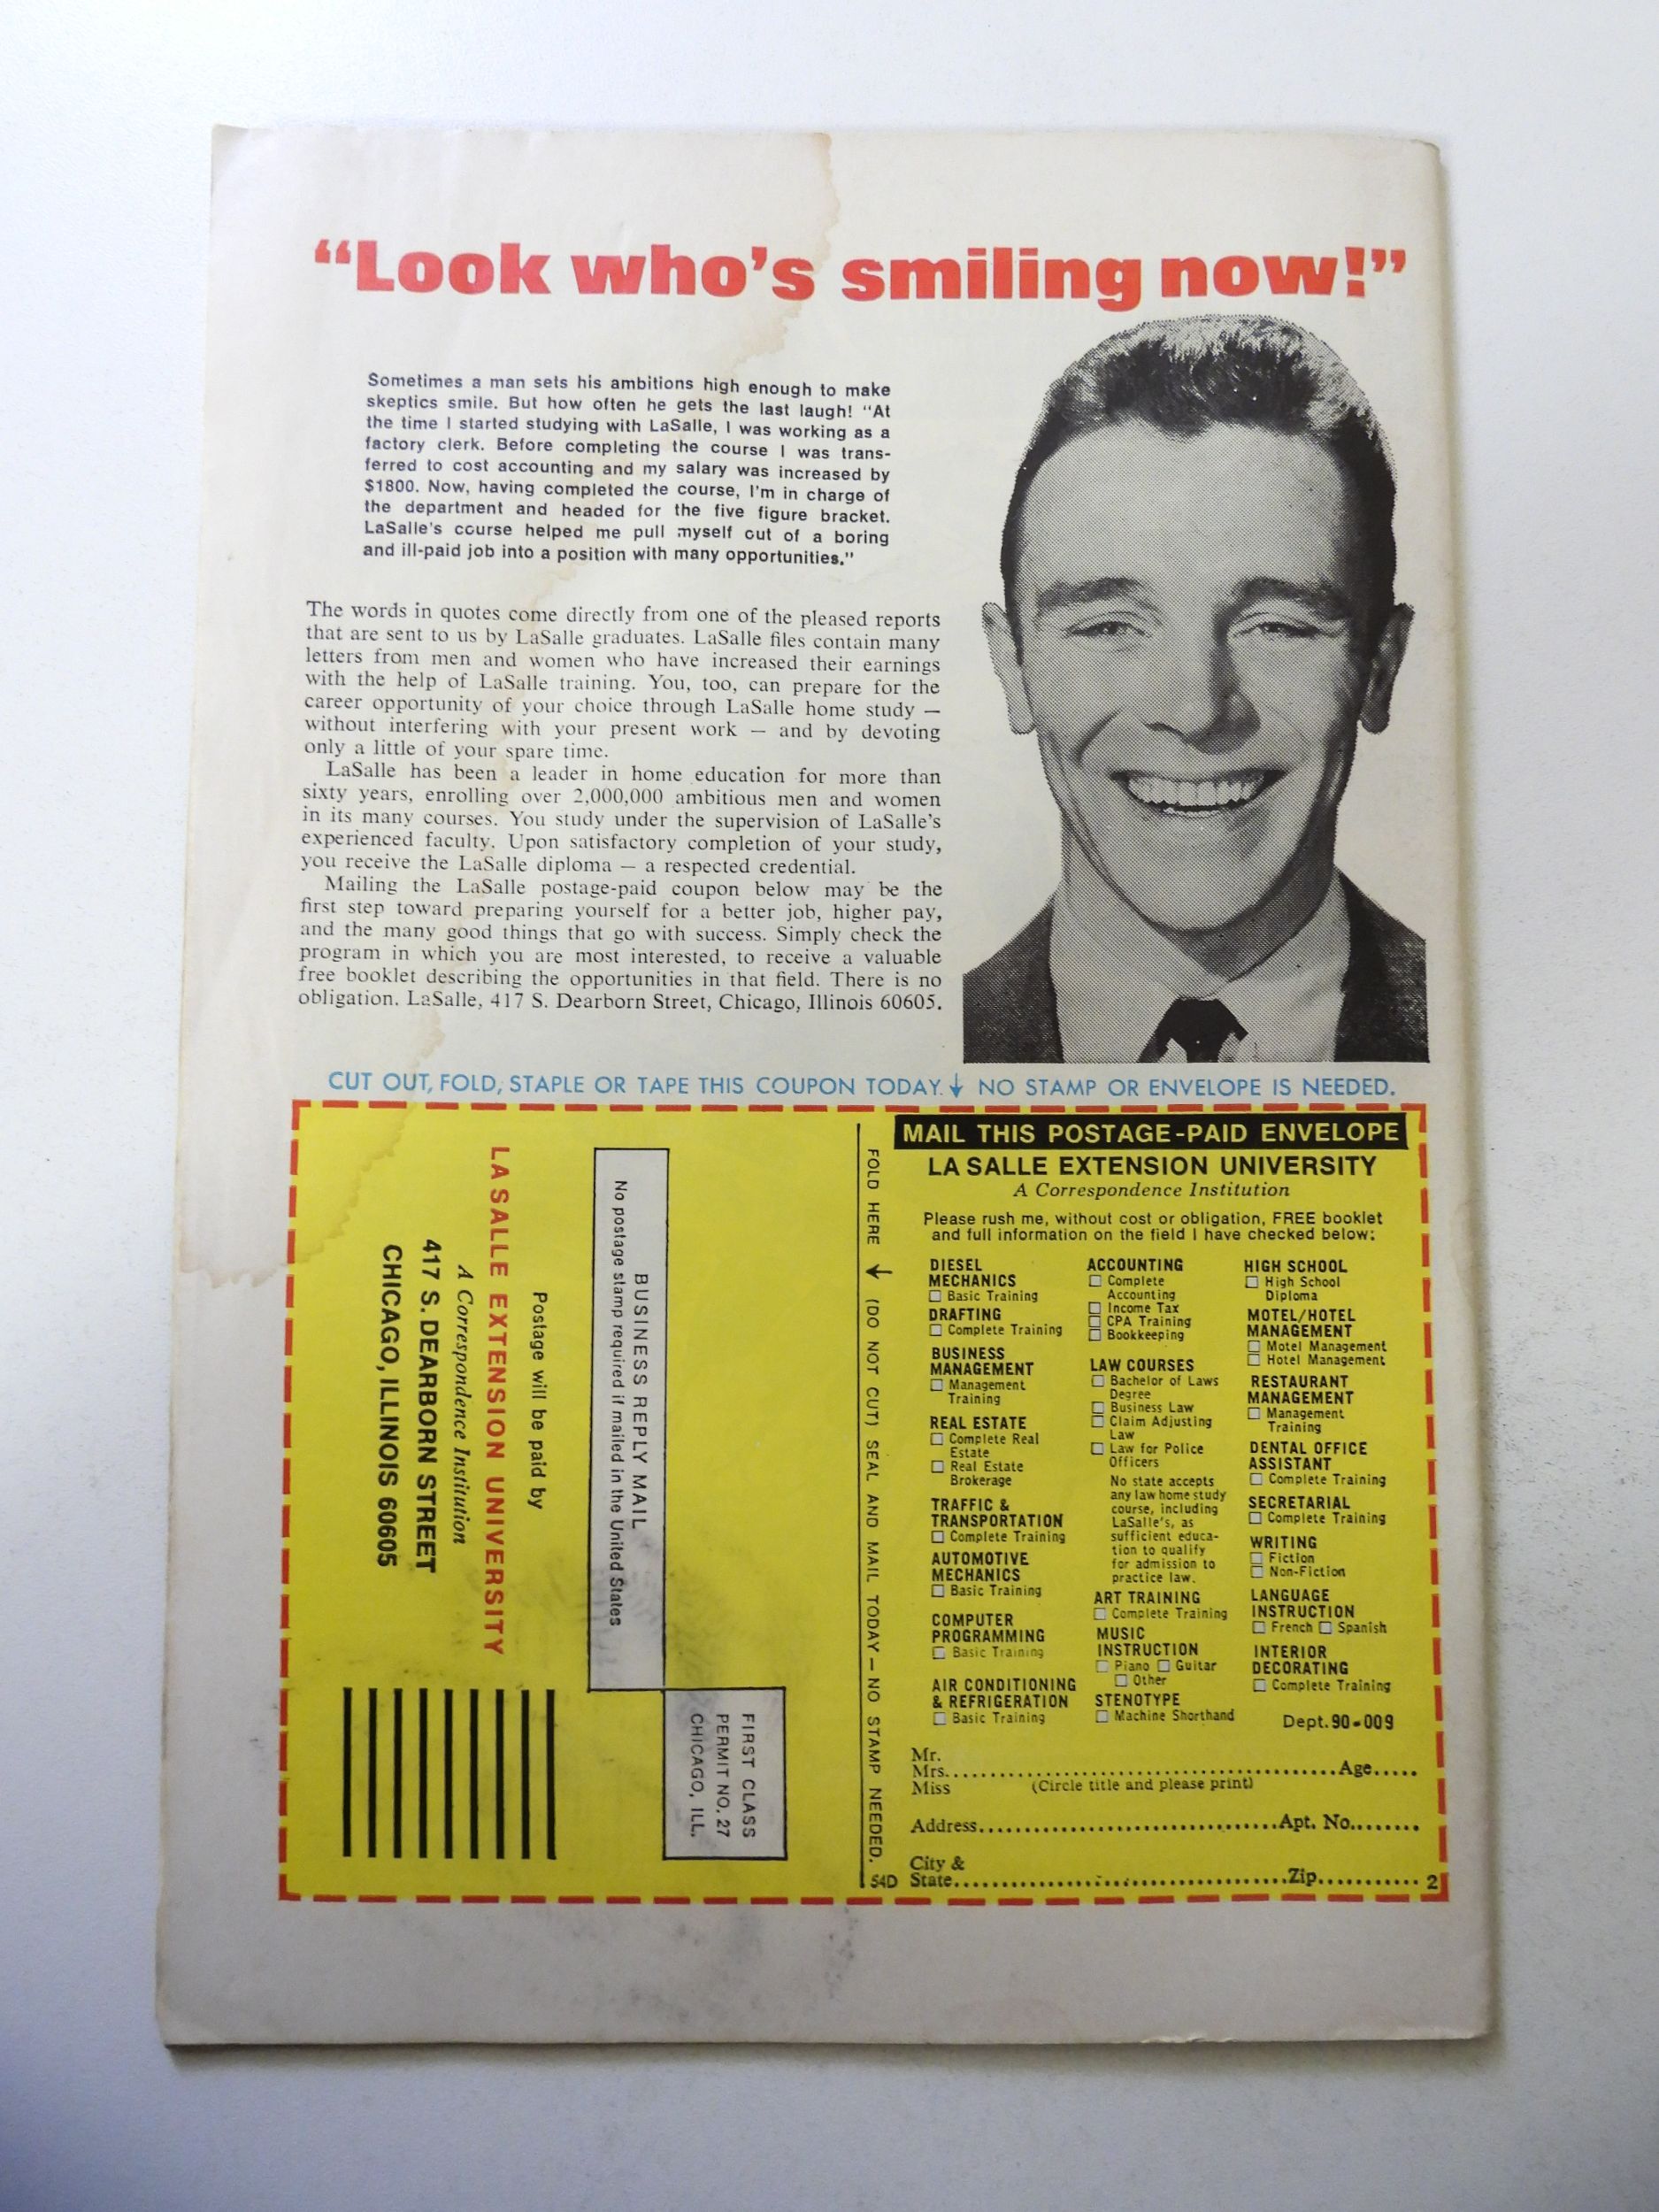 “Look who’s smiling now!”
Sometimes a man sets his ambitions high enough to make
skeptics smile. But how often he gets the last laugh! “At
the time I started studying with LaSalle, I was working as a
factory clerk. Before completing the course I was trans-
ferred to cost accounting and my salary was increased by
$1800. Now, having completed the course, I’m in charge of
the department and headed for the five figure bracket.
LaSalle’s course helped me pull myself out of a boring
and ill-paid job into a position with many opportunities.”
The words in quotes come directly from one of the pleased reports
that are sent to us by LaSalle graduates. LaSalle files contain many
letters from men and women who have increased their earnings
with the help of LaSalle training. You, too, can prepare for the
career opportunity of your choice through LaSalle home study —
without interfering with your present work — and by devoting
only a little of your spare time.
LaSalle has been a leader in home education for more than
sixty years, enrolling over 2,000,000 ambitious men and women
in its many courses. You study under the supervision of LaSalle’s
experienced faculty. Upon satisfactory completion of your study,
you receive the LaSalle diploma — a respected credential.
Mailing the LaSalle postage-paid coupon below may be the
first step toward preparing yourself for a better job, higher pay,
and the many good things that go with success. Simply check the
program in which you are most interested, to receive a valuable
free booklet describing the opportunities in that field. There is no
obligation. LaSalle, 417 S. Dearborn Street, Chicago, Illinois 60605.
CUT OUT, FOLD, STAPLE OR TAPE THIS COUPON TODAY. ↓ NO STAMP OR ENVELOPE IS NEEDED.
FIRST CLASS
PERMIT NO. 27
CHICAGO, ILL.
BUSINESS REPLY MAIL
No postage stamp required if mailed in the United States
Postage will be paid by
LA SALLE EXTENSION UNIVERSITY
A Correspondence Institution
417 S. DEARBORN STREET
CHICAGO, ILLINOIS 60605
FOLD HERE → (DO NOT CUT) SEAL AND MAIL TODAY — NO STAMP NEEDED.
54D
MAIL THIS POSTAGE-PAID ENVELOPE
LA SALLE EXTENSION UNIVERSITY
A Correspondence Institution
Please rush me, without cost or obligation, FREE booklet
and full information on the field I have checked below:
DIESEL
MECHANICS
☐ Basic Training
DRAFTING
☐ Complete Training
BUSINESS
MANAGEMENT
☐ Management
Training
REAL ESTATE
☐ Complete Real
Estate
☐ Real Estate
Brokerage
TRAFFIC &
TRANSPORTATION
☐ Complete Training
AUTOMOTIVE
MECHANICS
☐ Basic Training
COMPUTER
PROGRAMMING
☐ Basic Training
AIR CONDITIONING
& REFRIGERATION
☐ Basic Training
ACCOUNTING
☐ Complete
Accounting
☐ Income Tax
☐ CPA Training
☐ Bookkeeping
LAW COURSES
☐ Bachelor of Laws
Degree
☐ Business Law
☐ Claim Adjusting
Law
☐ Law for Police
Officers
No state accepts
any law home study
course, including
LaSalle’s, as
sufficient educa-
tion to qualify
for admission to
practice law.
ART TRAINING
☐ Complete Training
MUSIC
INSTRUCTION
☐ Piano ☐ Guitar
☐ Other
STENOTYPE
☐ Machine Shorthand
HIGH SCHOOL
☐ High School
Diploma
MOTEL/HOTEL
MANAGEMENT
☐ Motel Management
☐ Hotel Management
RESTAURANT
MANAGEMENT
☐ Management
Training
DENTAL OFFICE
ASSISTANT
☐ Complete Training
SECRETARIAL
☐ Complete Training
WRITING
☐ Fiction
☐ Non-Fiction
LANGUAGE
INSTRUCTION
☐ French ☐ Spanish
INTERIOR
DECORATING
☐ Complete Training
Dept. 90-009
Mr.
Mrs. Age
Miss (Circle title and please print)
Address Apt. No.
City &
State Zip 2